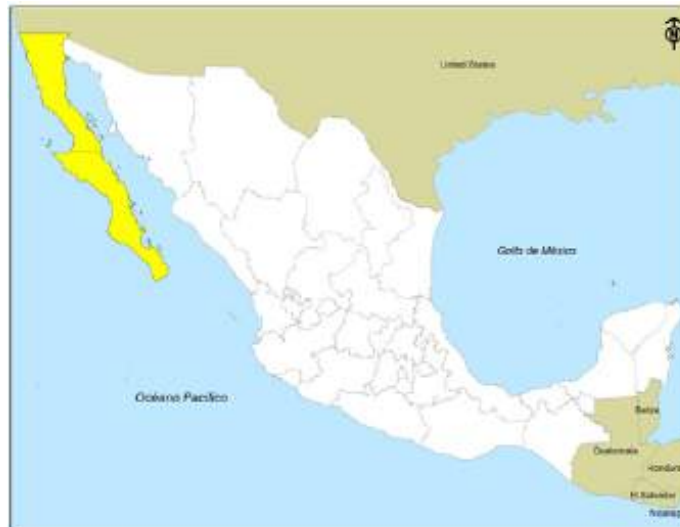 N
United States
Golfo de México
Océano Pacífico
Belize
Guatemala
Honduras
El Salvador